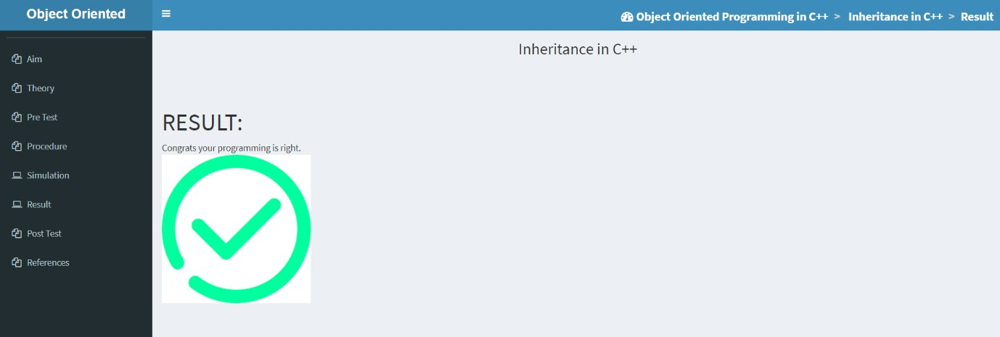 Object Oriented
Object Oriented Programming in C++ > Inheritance in C++ > Result
Aim
Theory
Pre Test
Procedure
Simulation
Result
Post Test
References
Inheritance in C++
RESULT:
Congrats your programming is right.